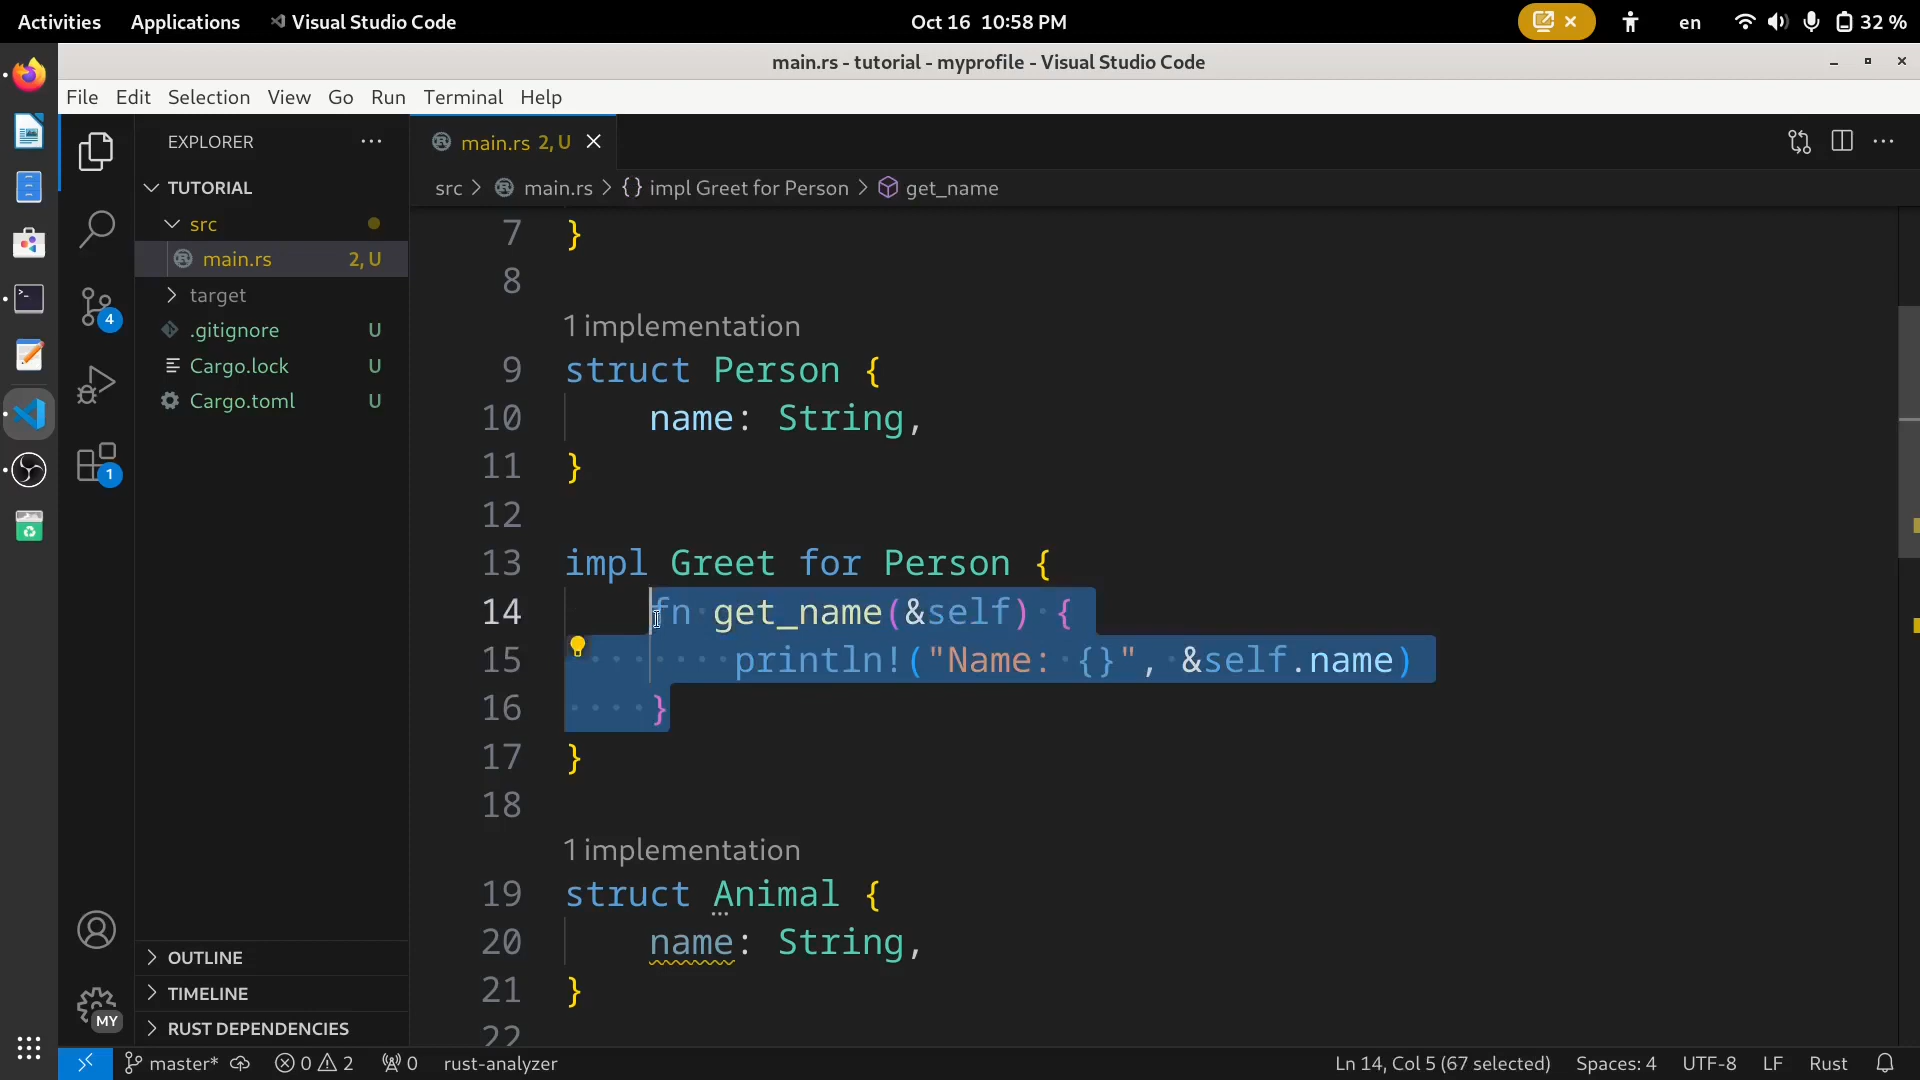 Activities Applications Visual Studio Code Oct 16 10:58 PM en 32 %
main.rs - tutorial - myprofile - Visual Studio Code
File Edit Selection View Go Run Terminal Help
EXPLORER main.rs 2, U
TUTORIAL src main.rs impl Greet for Person get_name
src
main.rs 2, U
target
.gitignore U
Cargo.lock U
Cargo.toml U
4
1
7 }
8
1 implementation
9 struct Person {
10 name: String,
11 }
12
13 impl Greet for Person {
14 fn get_name(&self) {
15 println!("Name: {}", &self.name)
16 }
17 }
18
1 implementation
19 struct Animal {
20 name: String,
21 }
22
OUTLINE
TIMELINE
RUST DEPENDENCIES
MY
master* 0 2 0 rust-analyzer Ln 14, Col 5 (67 selected) Spaces: 4 UTF-8 LF Rust